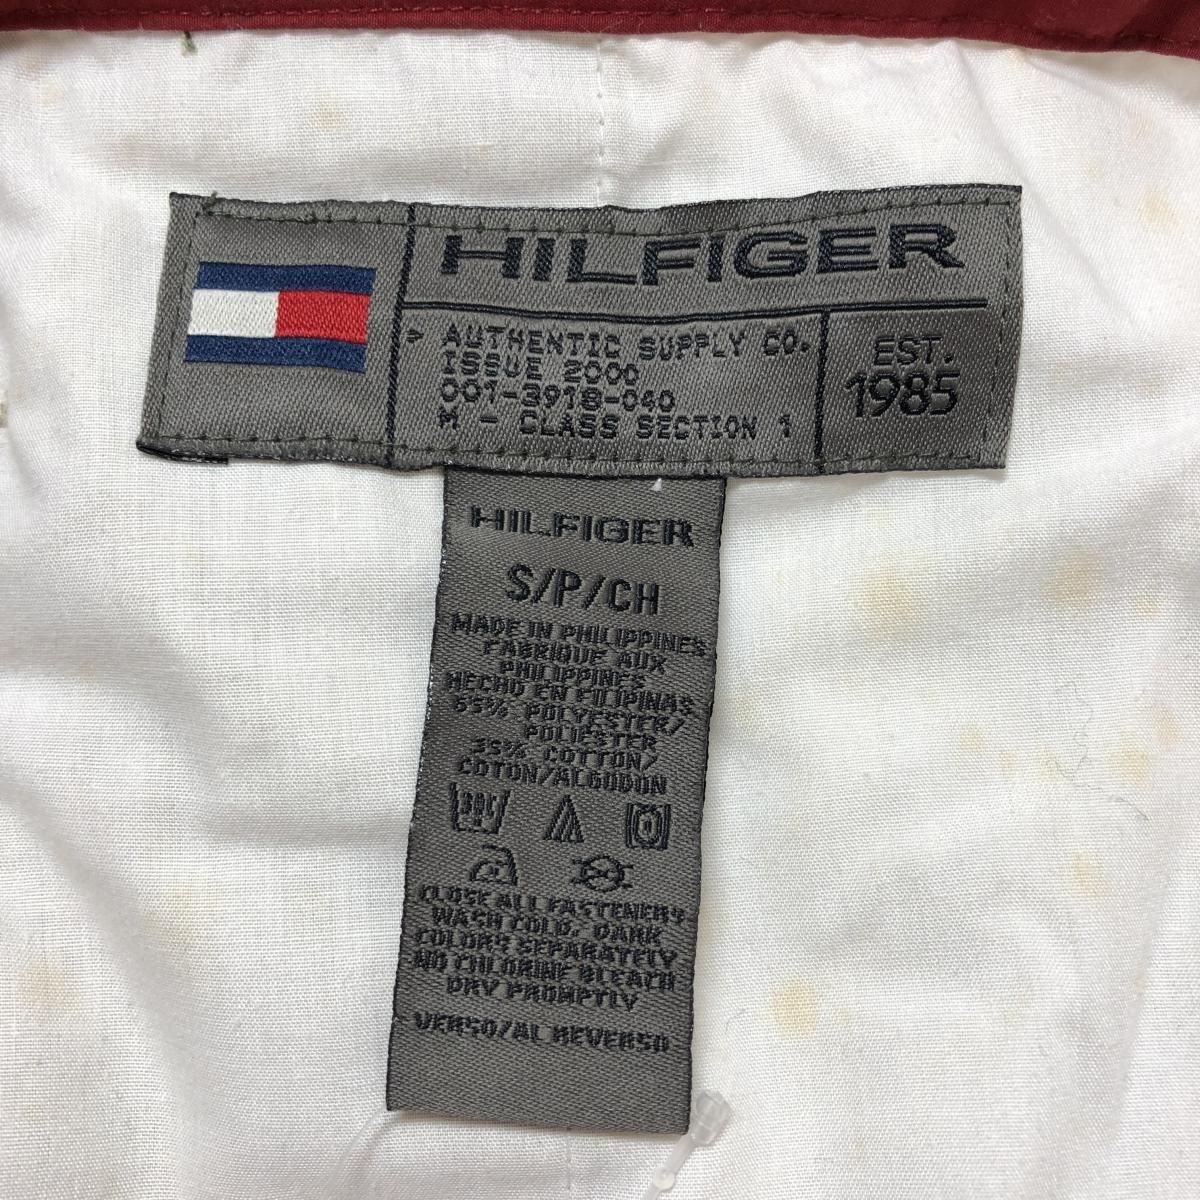 HILFIGER
AUTHENTIC SUPPLY CO.
ISSUE 2000
001-3918-040
M - CLASS SECTION 1
EST.
1985
HILFIGER
S/P/CH
MADE IN PHILIPPINES
FABRIQUE AUX
PHILIPPINES
HECHO EN FILIPINAS
65% POLYESTER/
POLIESTER
35% COTTON/
COTON/ALGODON
30C
CLOSE ALL FASTENERS.
WASH COLD, DARK
COLORS SEPARATELY
NO CHLORINE BLEACH
DRY PROMPTLY
VERSO/AL REVERSO